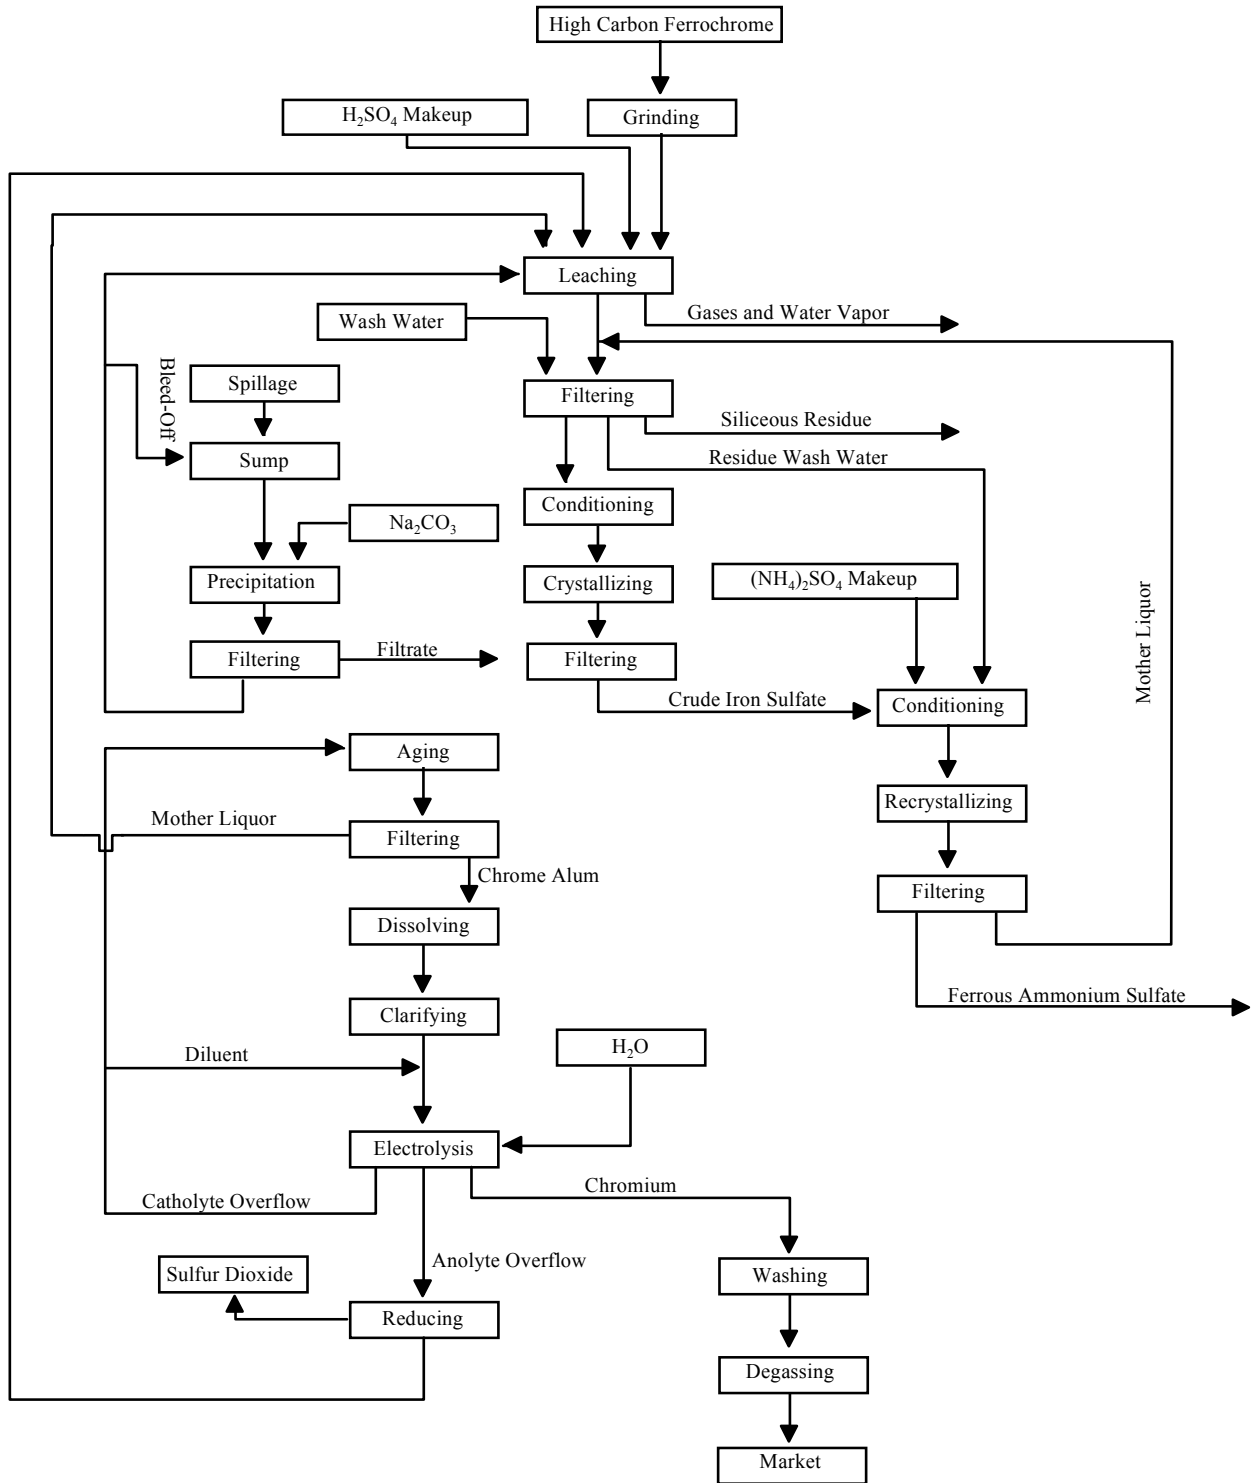 High Carbon Ferrochrome
H₂SO₄ Makeup
Grinding
Leaching
Gases and Water Vapor
Wash Water
Bleed-Off
Spillage
Filtering
Siliceous Residue
Sump
Residue Wash Water
Conditioning
Na₂CO₃
Precipitation
Crystallizing
(NH₄)₂SO₄ Makeup
Mother Liquor
Filtering
Filtrate
Filtering
Crude Iron Sulfate
Conditioning
Aging
Recrystallizing
Mother Liquor
Filtering
Chrome Alum
Filtering
Dissolving
Ferrous Ammonium Sulfate
Clarifying
Diluent
H₂O
Electrolysis
Chromium
Catholyte Overflow
Anolyte Overflow
Sulfur Dioxide
Washing
Reducing
Degassing
Market